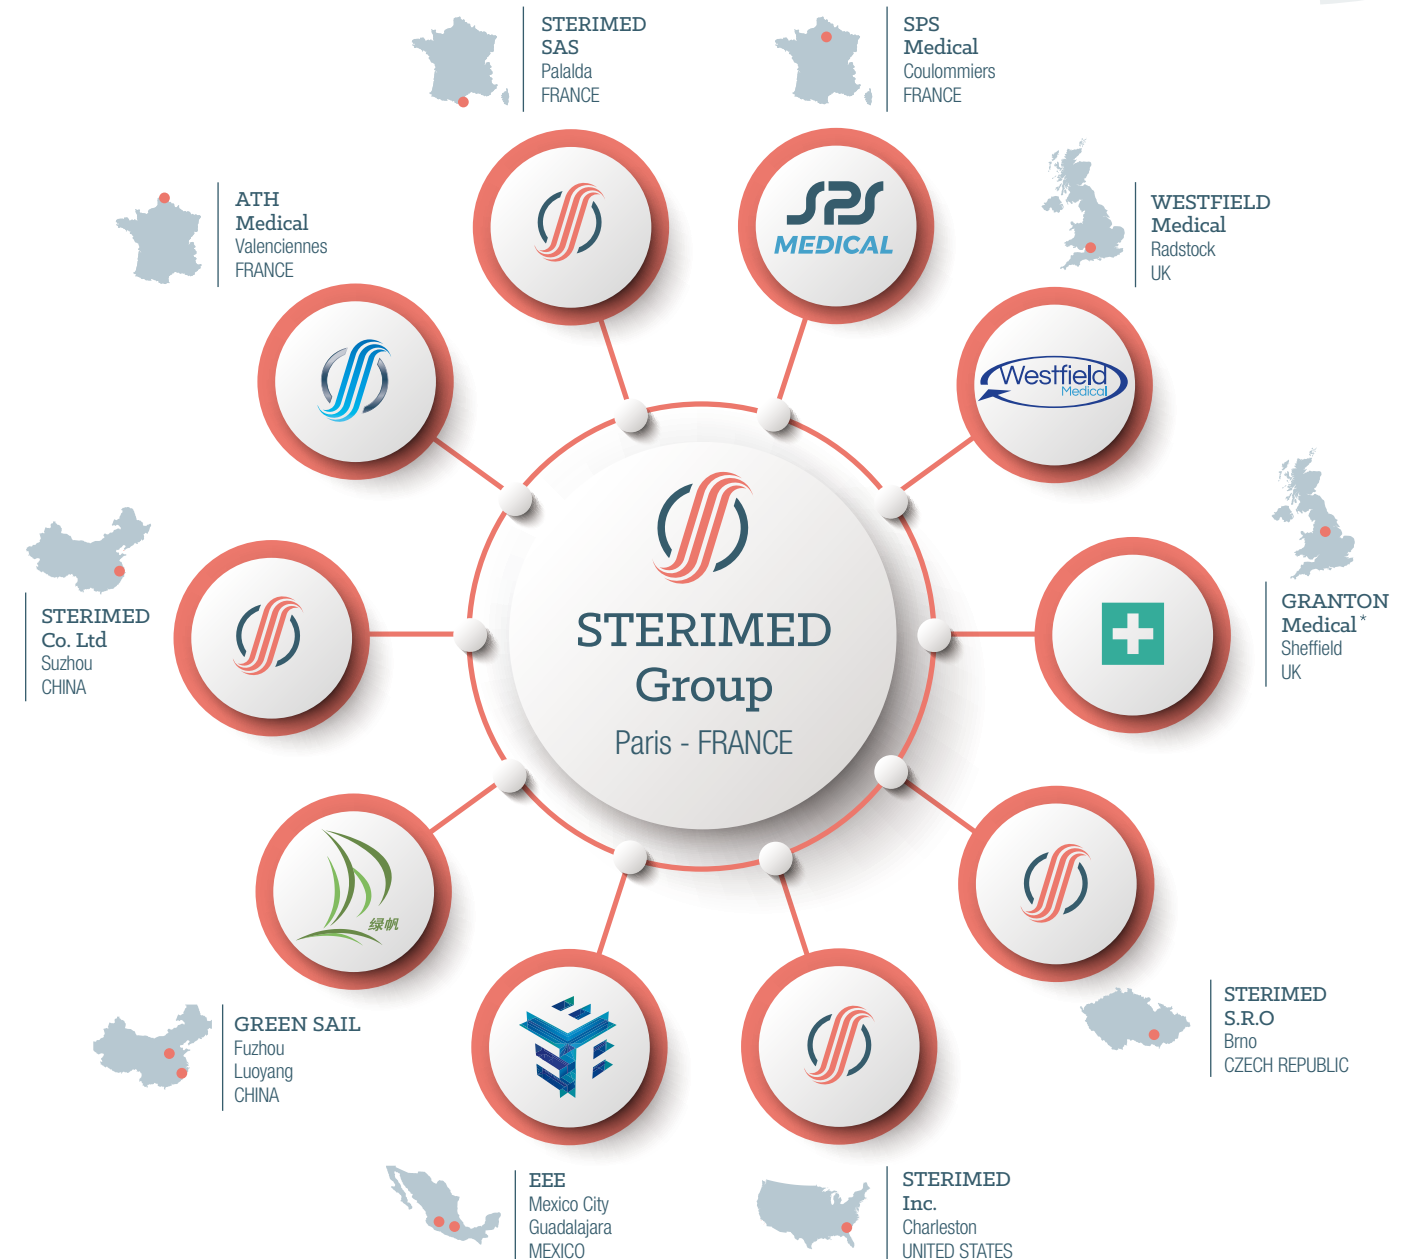 STERIMED
SAS
Palalda
FRANCE
SPS
Medical
Coulommiers
FRANCE
ATH
Medical
Valenciennes
FRANCE
WESTFIELD
Medical
Radstock
UK
SPS
MEDICAL
Westfield
Medical
STERIMED
Co. Ltd
Suzhou
CHINA
STERIMED
Group
Paris - FRANCE
GRANTON
Medical*
Sheffield
UK
绿帆
GREEN SAIL
Fuzhou
Luoyang
CHINA
STERIMED
S.R.O
Brno
CZECH REPUBLIC
EEE
Mexico City
Guadalajara
MEXICO
STERIMED
Inc.
Charleston
UNITED STATES